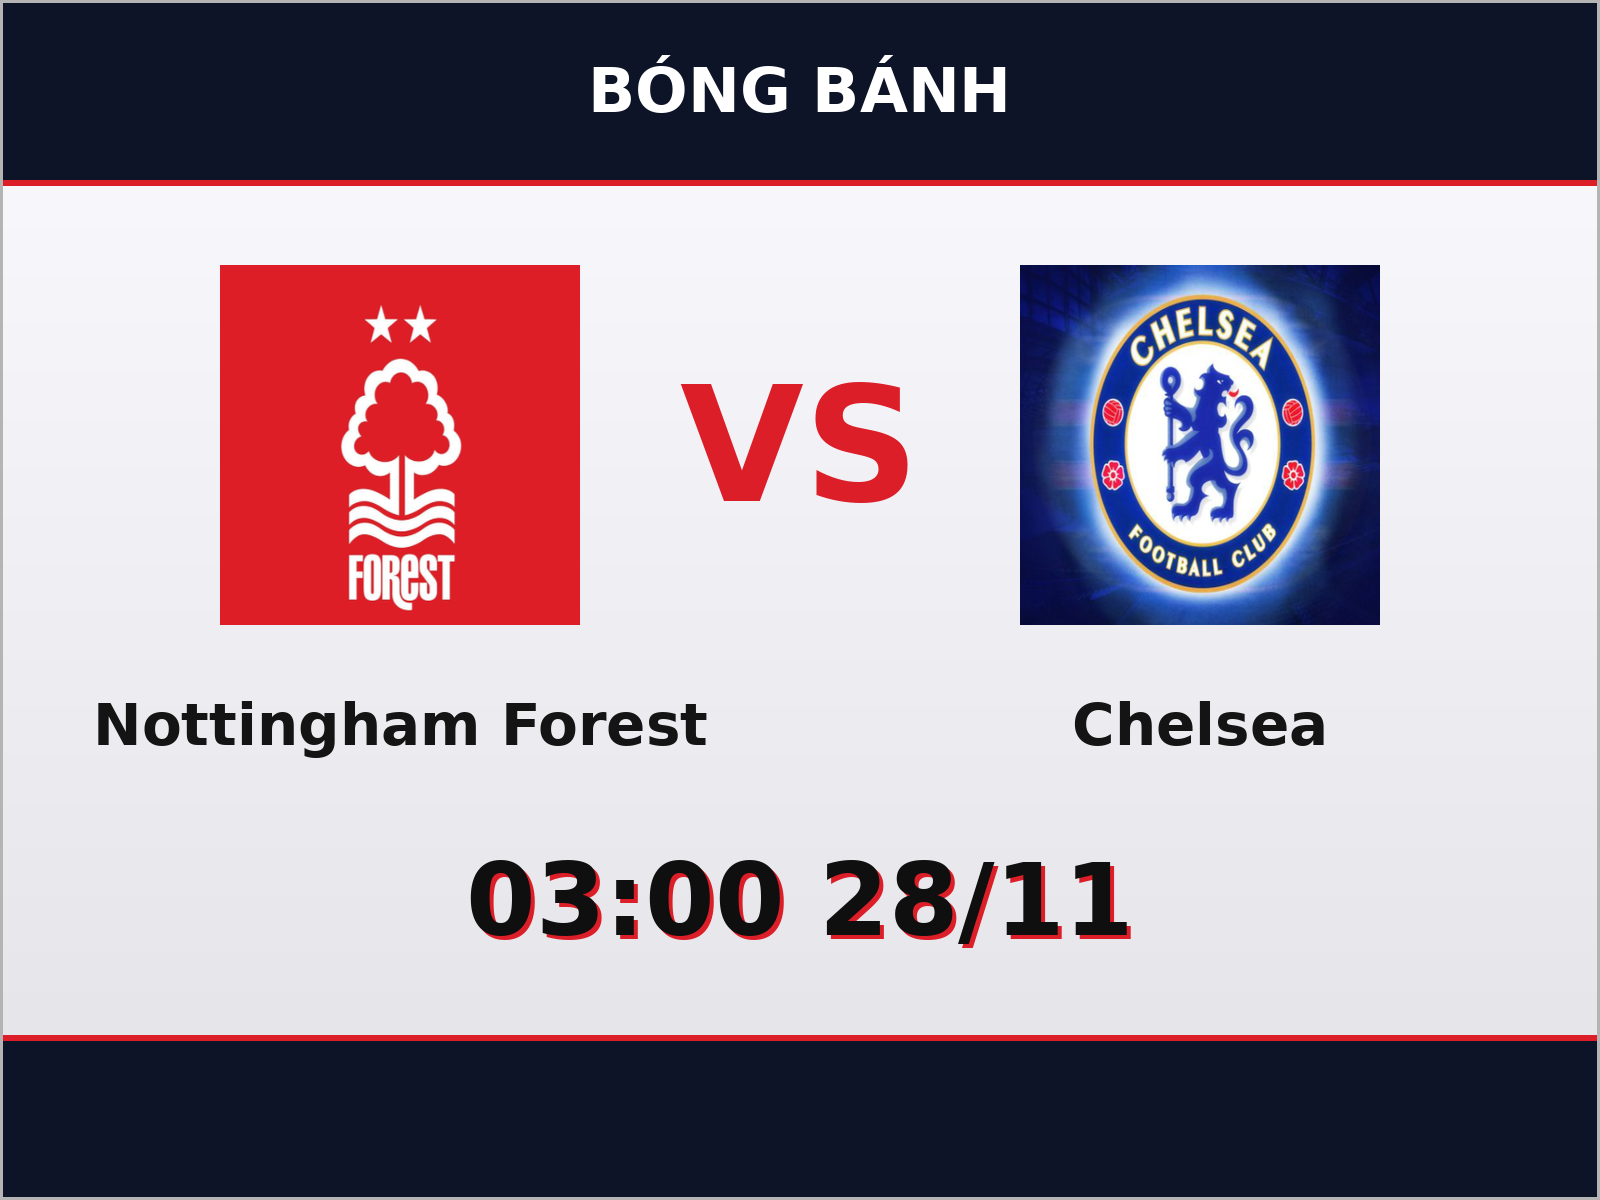 BÓNG BÁNH
FOREST
VS
CHELSEA
FOOTBALL CLUB
Nottingham Forest
Chelsea
03:00 28/11